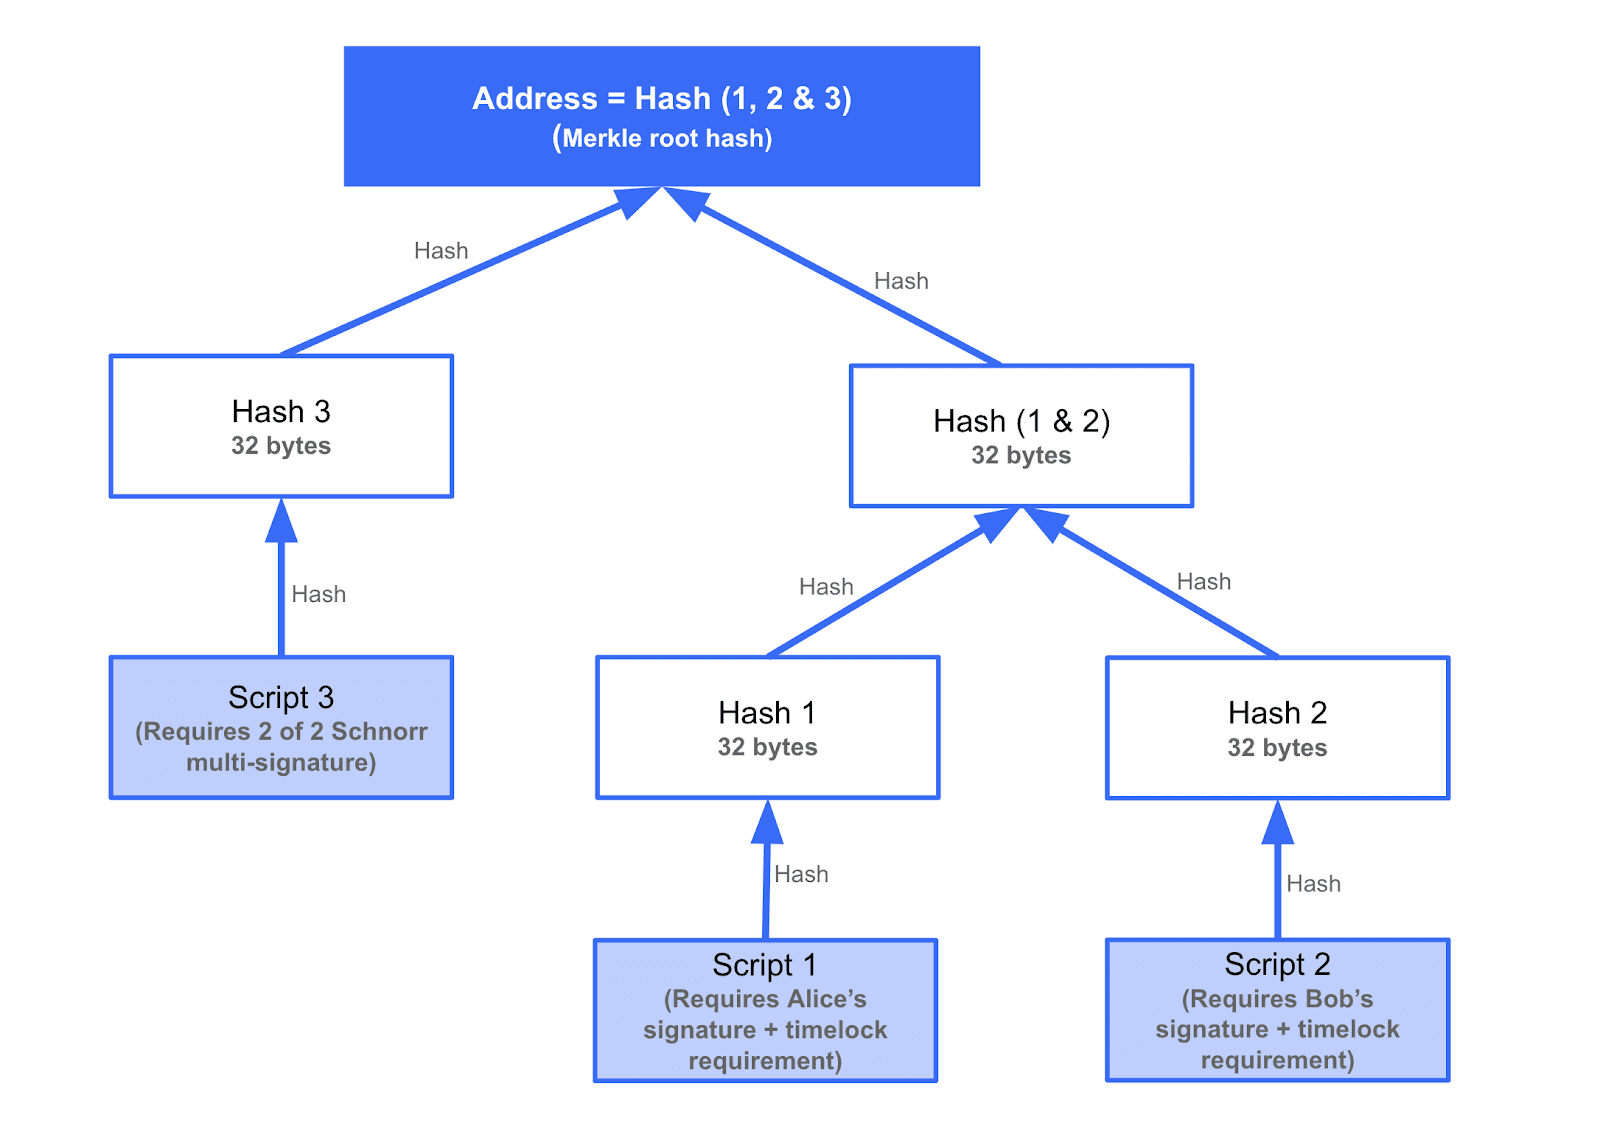 Address = Hash (1, 2 & 3)
(Merkle root hash)
Hash
Hash
Hash 3
32 bytes
Hash (1 & 2)
32 bytes
Hash
Hash
Hash
Script 3
(Requires 2 of 2 Schnorr
multi-signature)
Hash 1
32 bytes
Hash 2
32 bytes
Hash
Hash
Script 1
(Requires Alice’s
signature + timelock
requirement)
Script 2
(Requires Bob’s
signature + timelock
requirement)